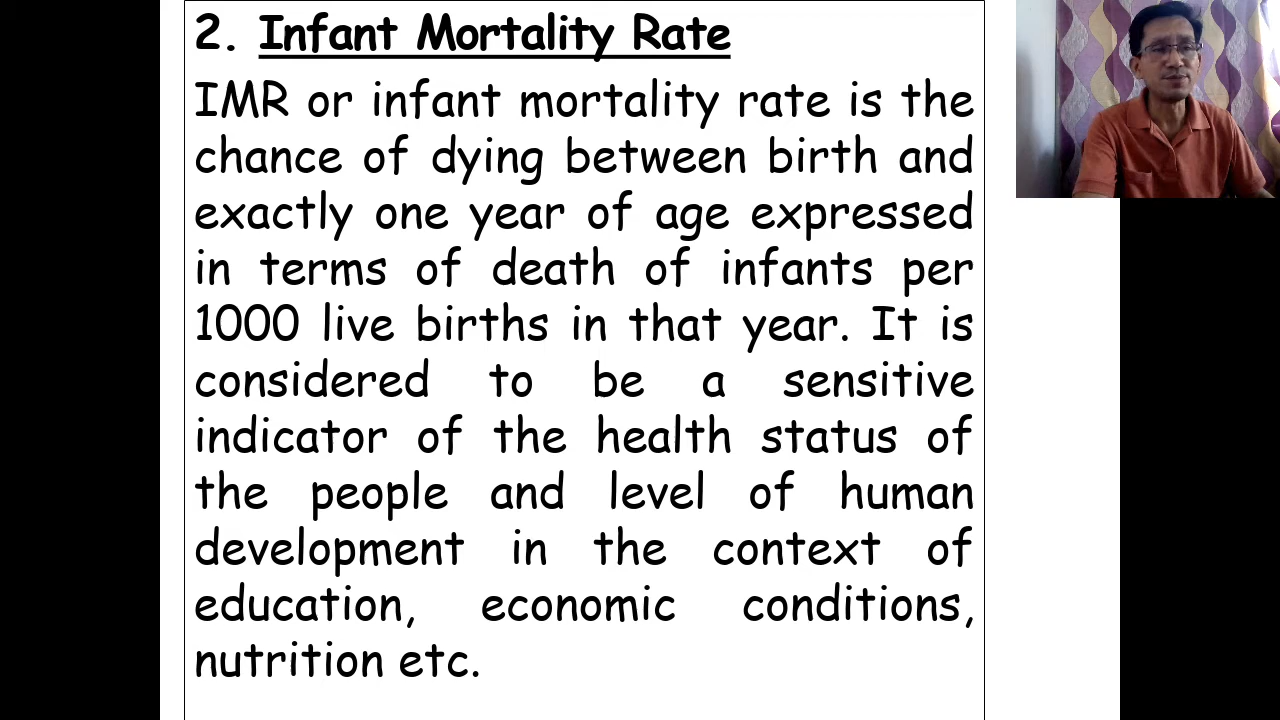 2. Infant Mortality Rate
IMR or infant mortality rate is the
chance of dying between birth and
exactly one year of age expressed
in terms of death of infants per
1000 live births in that year. It is
considered to be a sensitive
indicator of the health status of
the people and level of human
development in the context of
education, economic conditions,
nutrition etc.